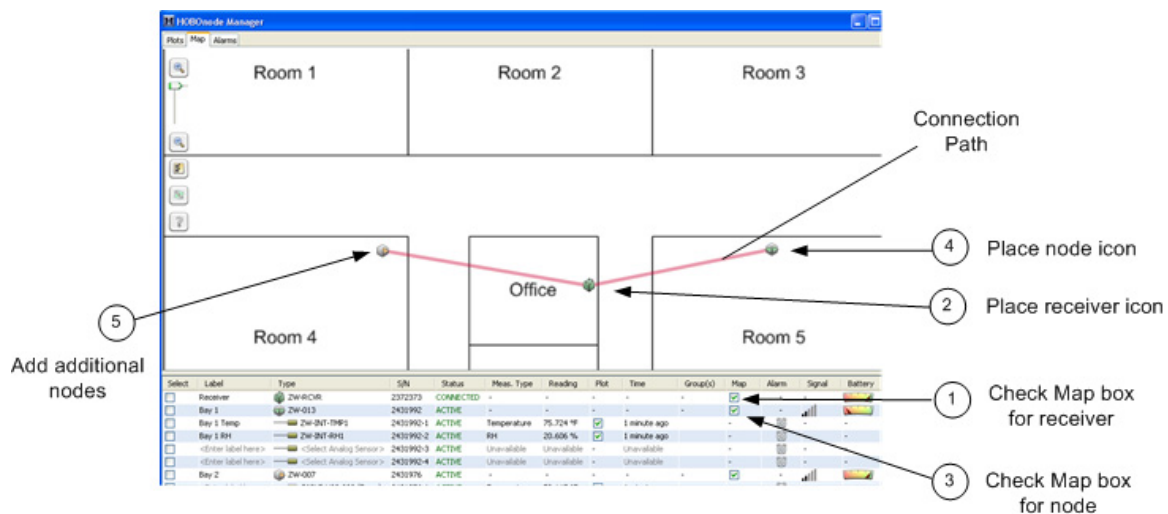 HOBOnode Manager
Plots Map Alarms
Room 1 Room 2 Room 3
Connection
Path
4 Place node icon
Office
2 Place receiver icon
5
Room 4 Room 5
Add additional
nodes
Select Label Type S/N Status Meas. Type Reading Plot Time Group(s) Map Alarm Signal Battery
Receiver ZW-RCVR 2372373 CONNECTED - - - - - - -
1 Check Map box
for receiver
Bay 1 ZW-013 2431992 ACTIVE - - - - - -
Bay 1 Temp ZW-INT-TMP1 2431992-1 ACTIVE Temperature 75.724 °F 1 minute ago - - -
Bay 1 RH ZW-INT-RH1 2431992-2 ACTIVE RH 20.606 % 1 minute ago - - -
<Enter label here> <Select Analog Sensor> 2431992-3 ACTIVE Unavailable Unavailable - Unavailable - - -
<Enter label here> <Select Analog Sensor> 2431992-4 ACTIVE Unavailable Unavailable - Unavailable - - -
Bay 2 ZW-007 2431976 ACTIVE - - - - - -
3 Check Map box
for node